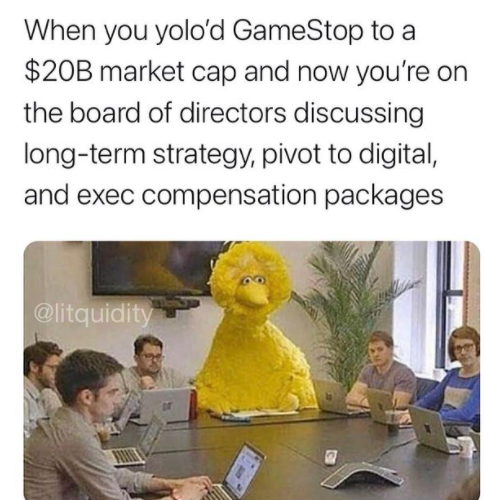 When you yolo'd GameStop to a
$20B market cap and now you're on
the board of directors discussing
long-term strategy, pivot to digital,
and exec compensation packages
@litquidity